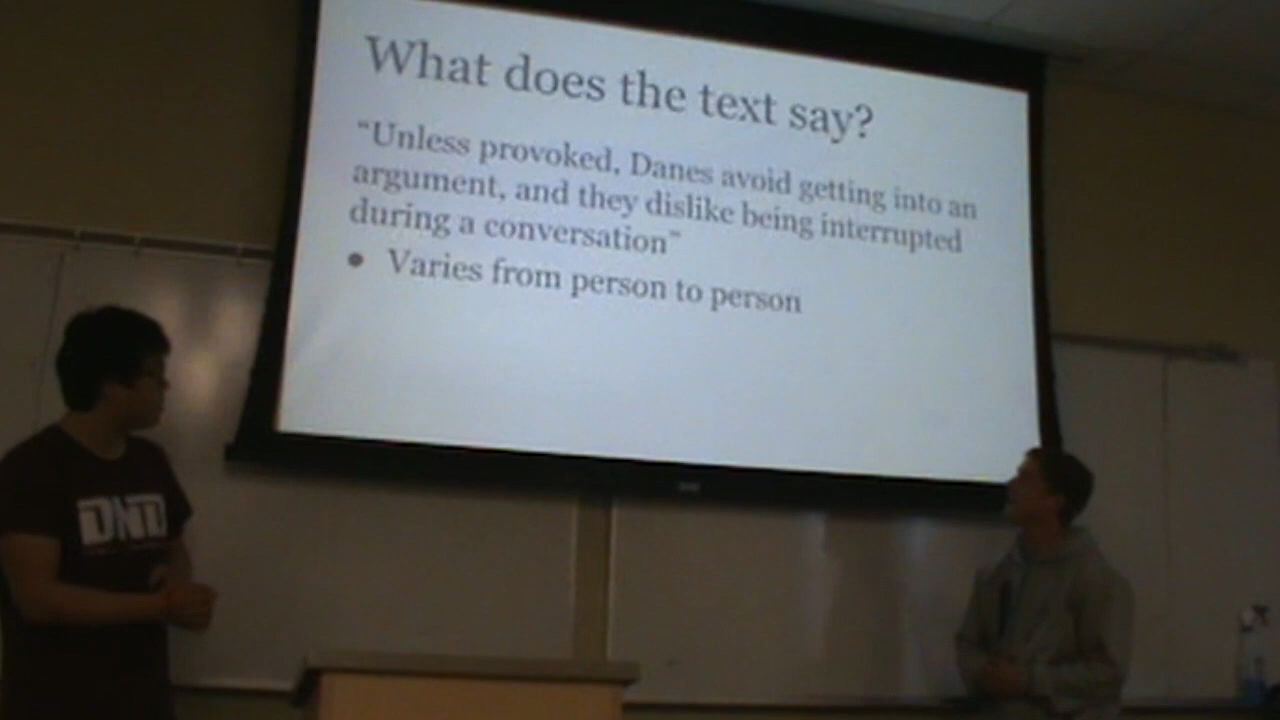 What does the text say?
“Unless provoked, Danes avoid getting into an
argument, and they dislike being interrupted
during a conversation”
● Varies from person to person
DND